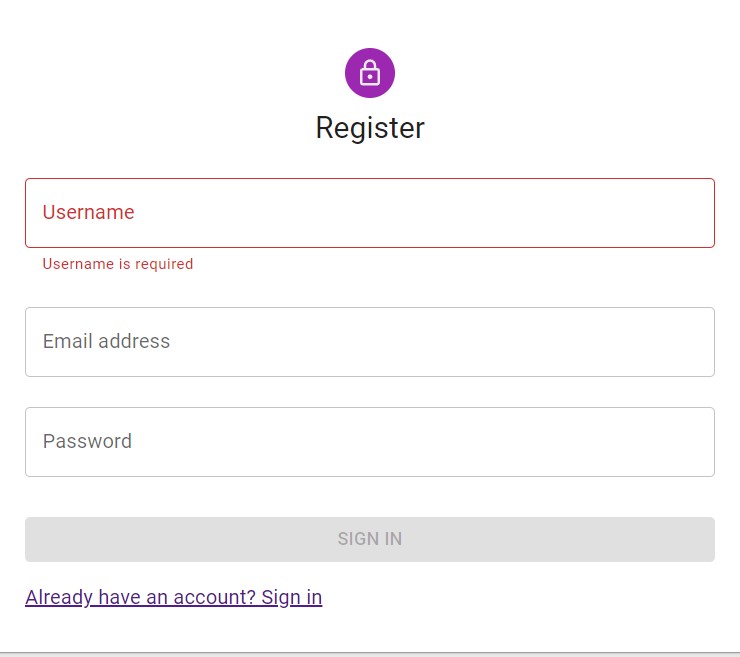 Register
Username
Username is required
Email address
Password
SIGN IN
Already have an account? Sign in